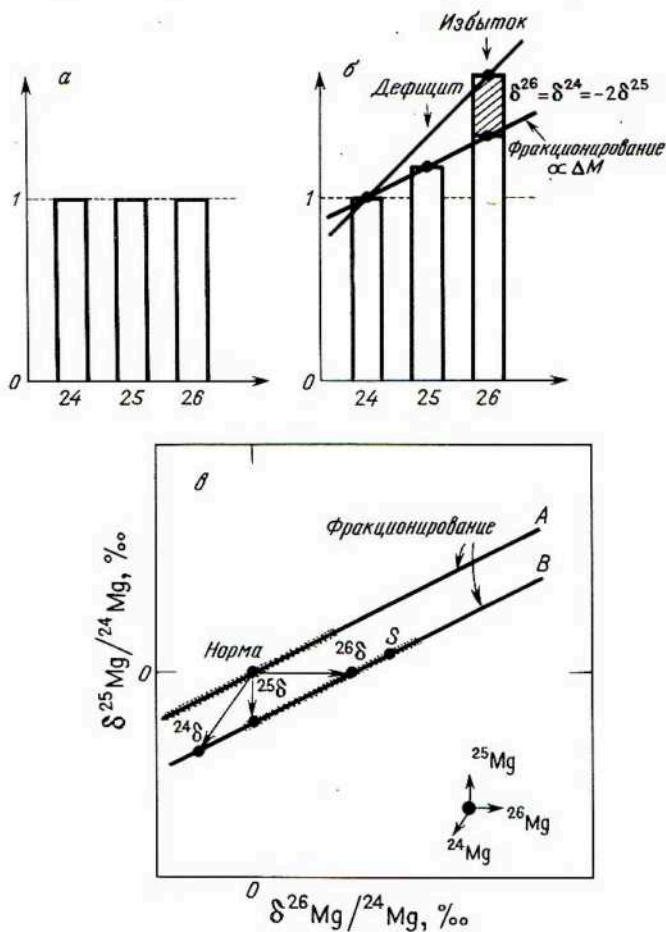 а
1
0
24 25 26
б
Избыток
Дефицит
δ²⁶=δ²⁴=-2δ²⁵
Фракционирование
∝ ΔM
1
0
24 25 26
в
Фракционирование
A
B
S
Норма
²⁶δ
²⁵δ
²⁴δ
0
δ²⁵Mg/²⁴Mg, ‰
²⁵Mg
²⁶Mg
²⁴Mg
0
δ²⁶Mg/²⁴Mg, ‰